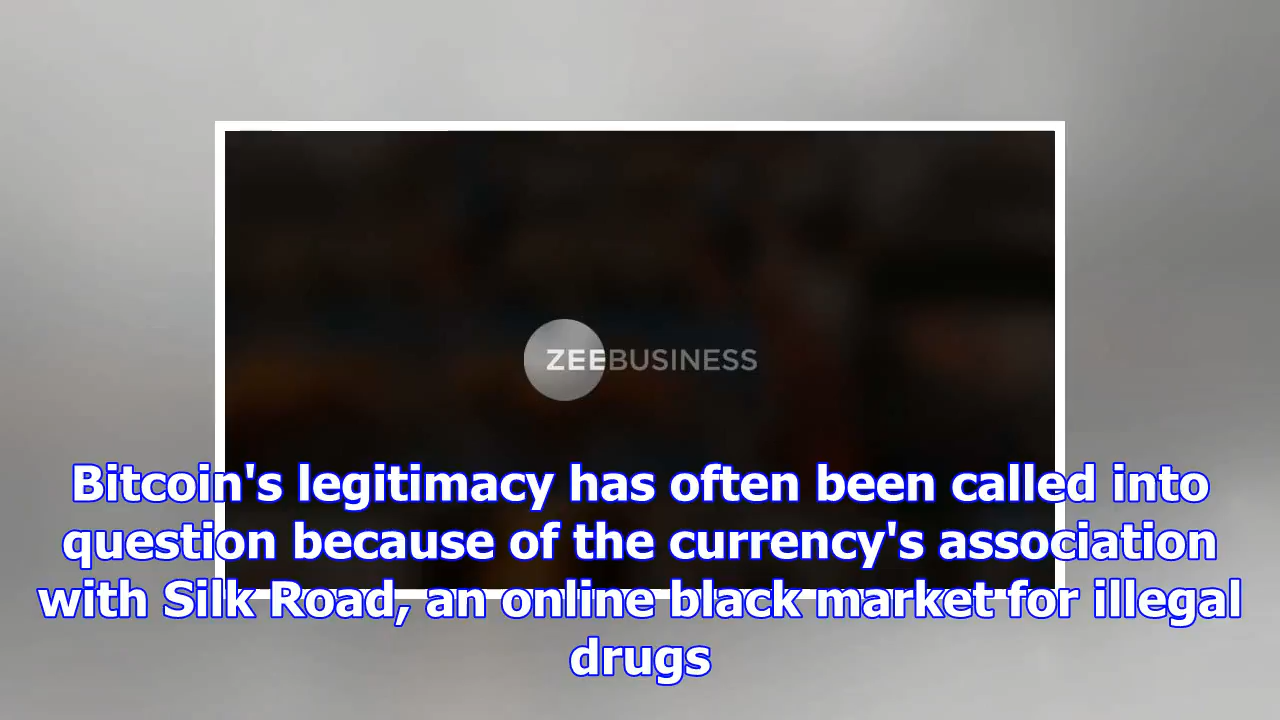 ZEEBUSINESS
Bitcoin's legitimacy has often been called into
question because of the currency's association
with Silk Road, an online black market for illegal
drugs